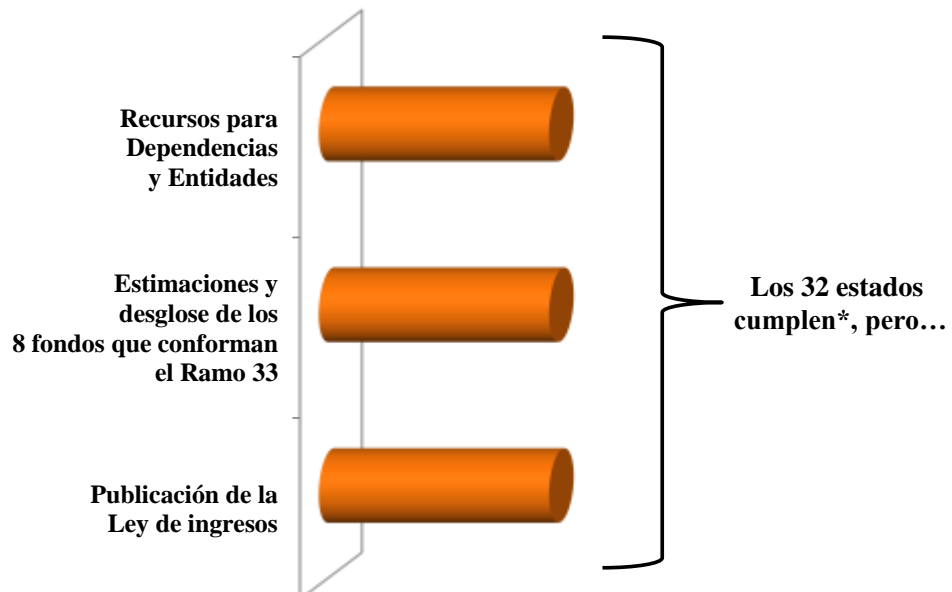 Recursos para
Dependencias
y Entidades
Estimaciones y
desglose de los
8 fondos que conforman
el Ramo 33
Publicación de la
Ley de ingresos
Los 32 estados
cumplen*, pero…